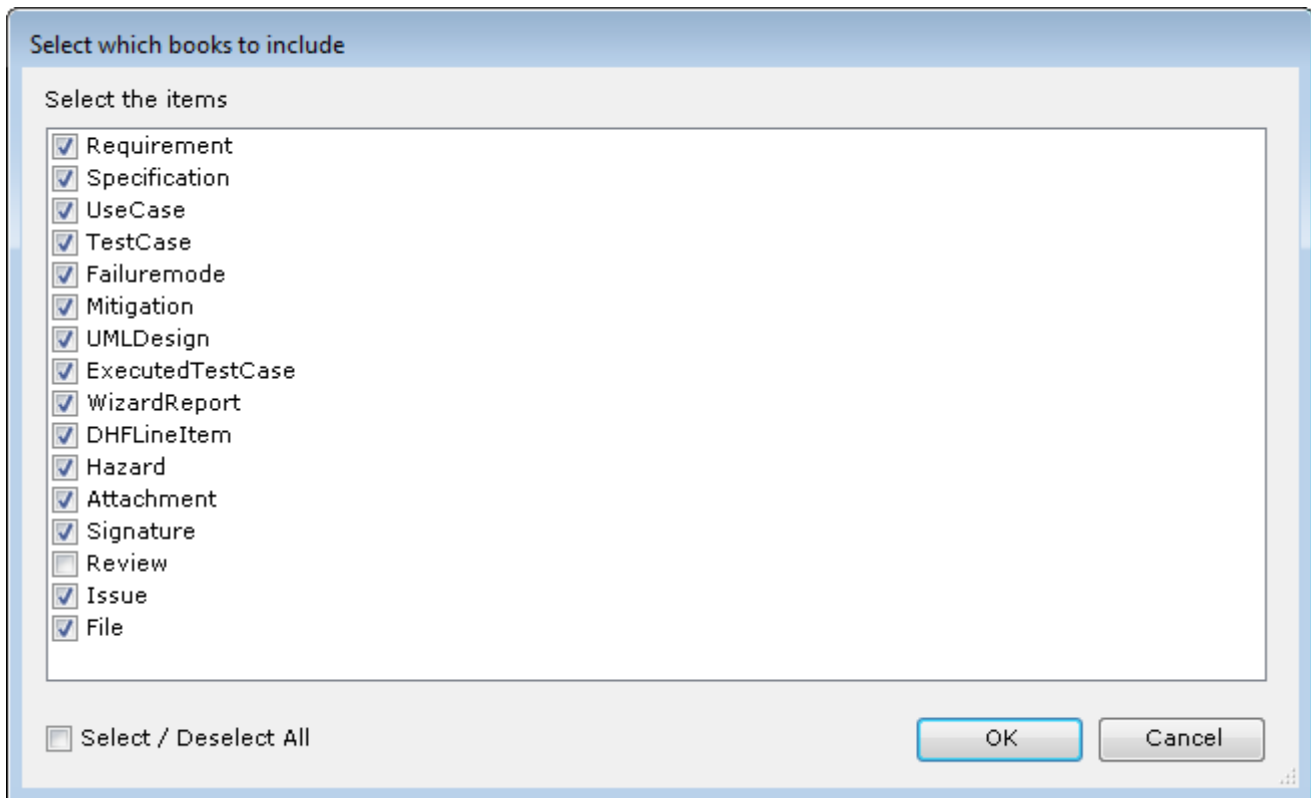 Select which books to include
Select the items
Requirement
Specification
UseCase
TestCase
Failuremode
Mitigation
UMLDesign
ExecutedTestCase
WizardReport
DHFLineItem
Hazard
Attachment
Signature
Review
Issue
File
Select / Deselect All
OK
Cancel